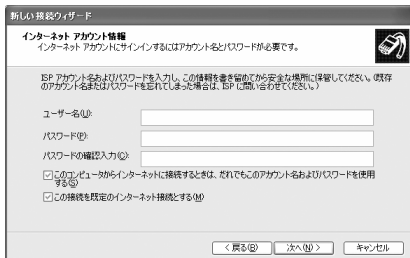 新しい接続ウィザード
インターネット アカウント情報
インターネット アカウントにサインインするにはアカウント名とパスワードが必要です。
ISP アカウント名およびパスワードを入力し、この情報を書き留めてから安全な場所に保管してください。(既存
のアカウント名またはパスワードを忘れてしまった場合は、ISP に問い合わせてください。)
ユーザー名(U):
パスワード(P):
パスワードの確認入力(C):
このコンピュータからインターネットに接続するときは、だれでもこのアカウント名およびパスワードを使用
する(S)
この接続を既定のインターネット接続とする(M)
< 戻る(B)
次へ(N) >
キャンセル